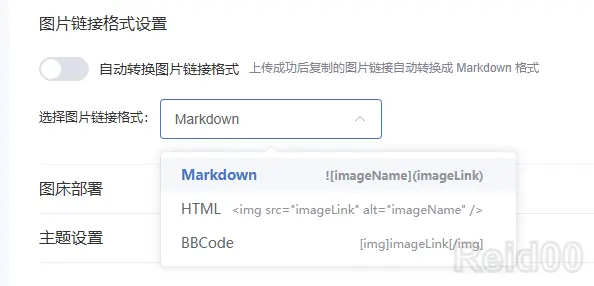 图片链接格式设置
自动转换图片链接格式 上传成功后复制的图片链接自动转换成 Markdown 格式
选择图片链接格式： Markdown
Markdown ![imageName](imageLink)
HTML <img src="imageLink" alt="imageName" />
图床部署
BBCode [img]imageLink[/img]
主题设置
Reid00